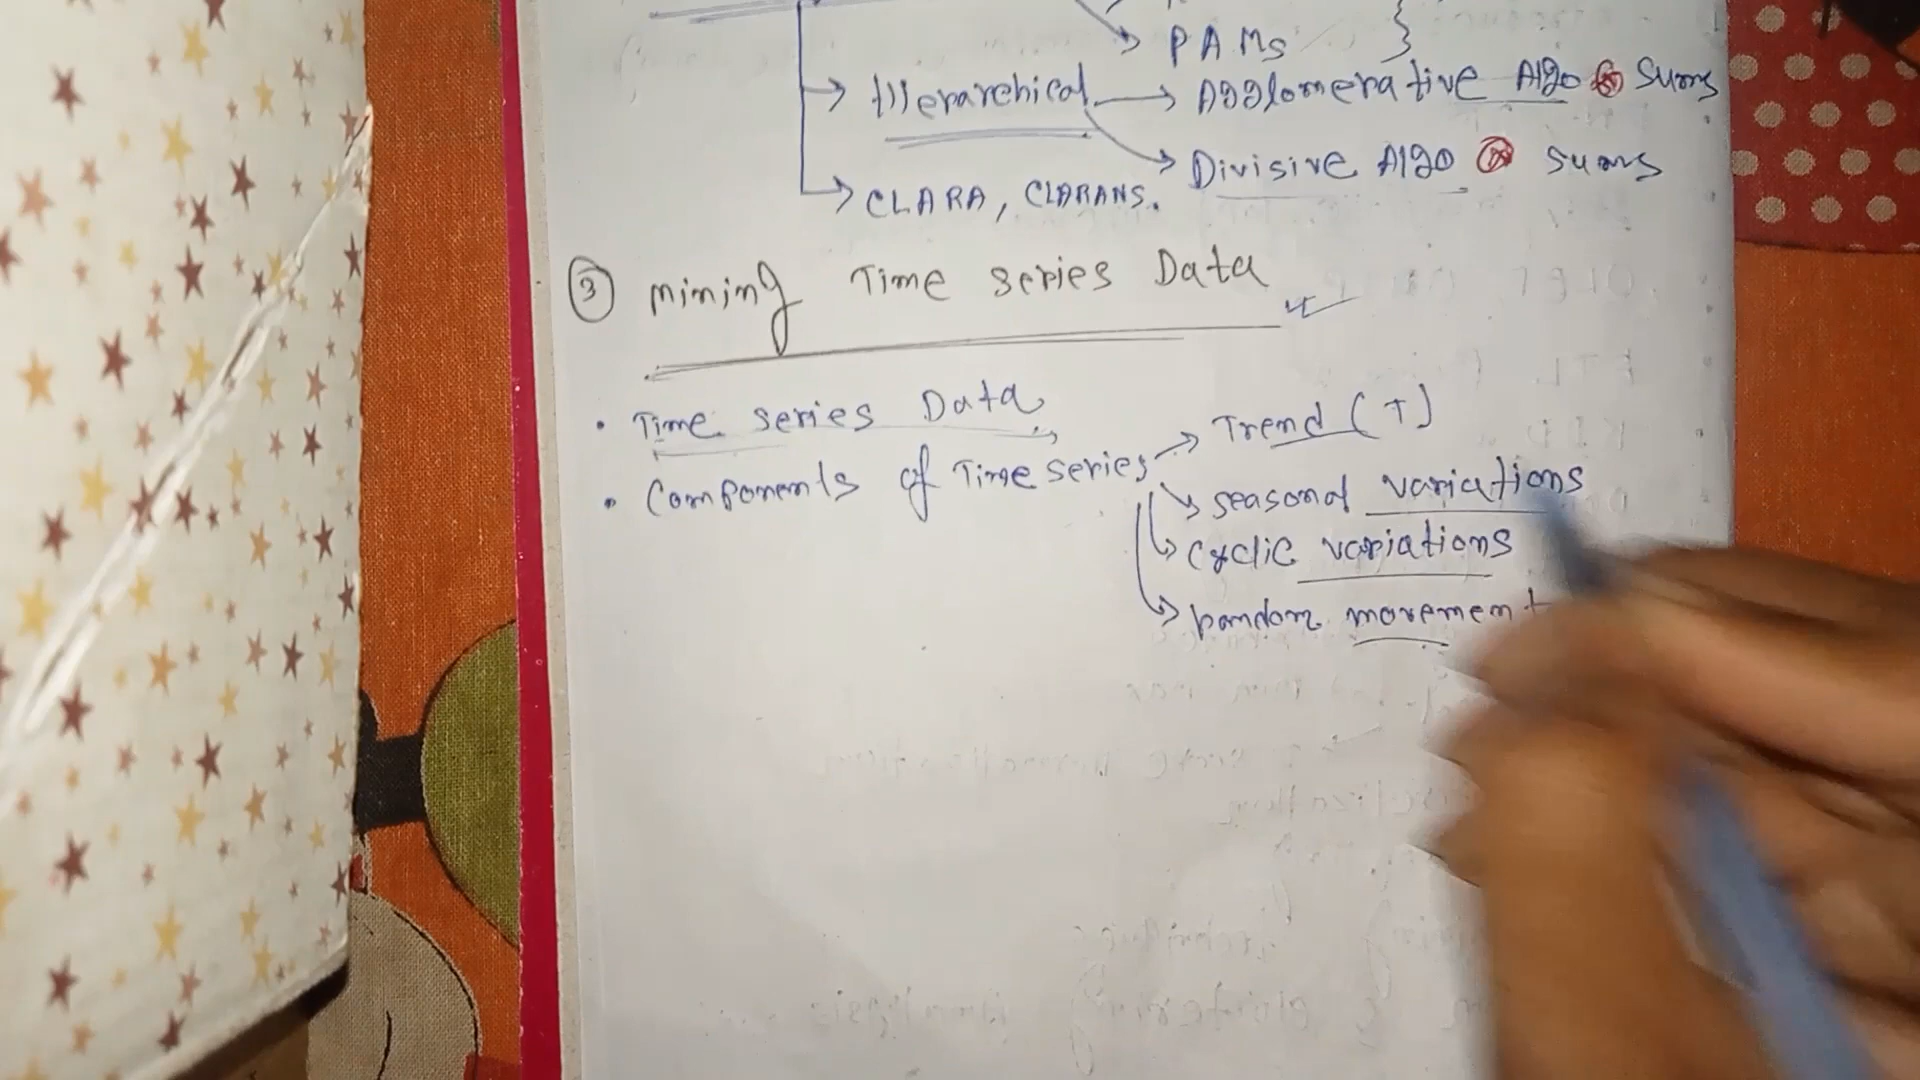 PAMs
Hierarchical → Agglomerative Algo Sums
Divisive Algo Sums
CLARA, CLARANS.
③ mining Time series Data
• Time series Data
• Components of Time series → Trend (T)
→ seasonal variations
→ cyclic variations
→ Random movement